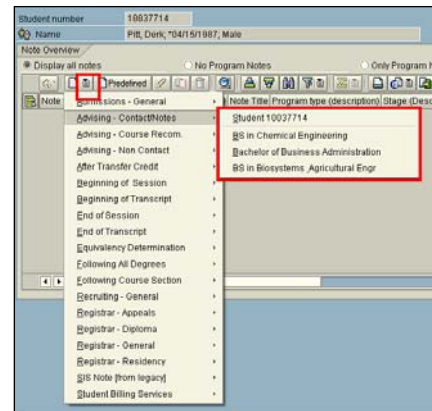 Student number 10037714
Name Pitt, Derk, *04/15/1987, Male
Note Overview
Display all notes No Program Notes Only Program
Predefined
Note Admissions - General Note Title Program type (description) Stage (Desc
Advising - Contact/Notes Student 10037714
Advising - Course Recom. BS in Chemical Engineering
Advising - Non Contact Bachelor of Business Administration
After Transfer Credit BS in Biosystems ,Agricultural Engr
Beginning of Session
Beginning of Transcript
End of Session
End of Transcript
Equivalency Determination
Following All Degrees
Following Course Section
Recruiting - General
Registrar - Appeals
Registrar - Diploma
Registrar - General
Registrar - Residency
SIS Note [from legacy]
Student Billing Services